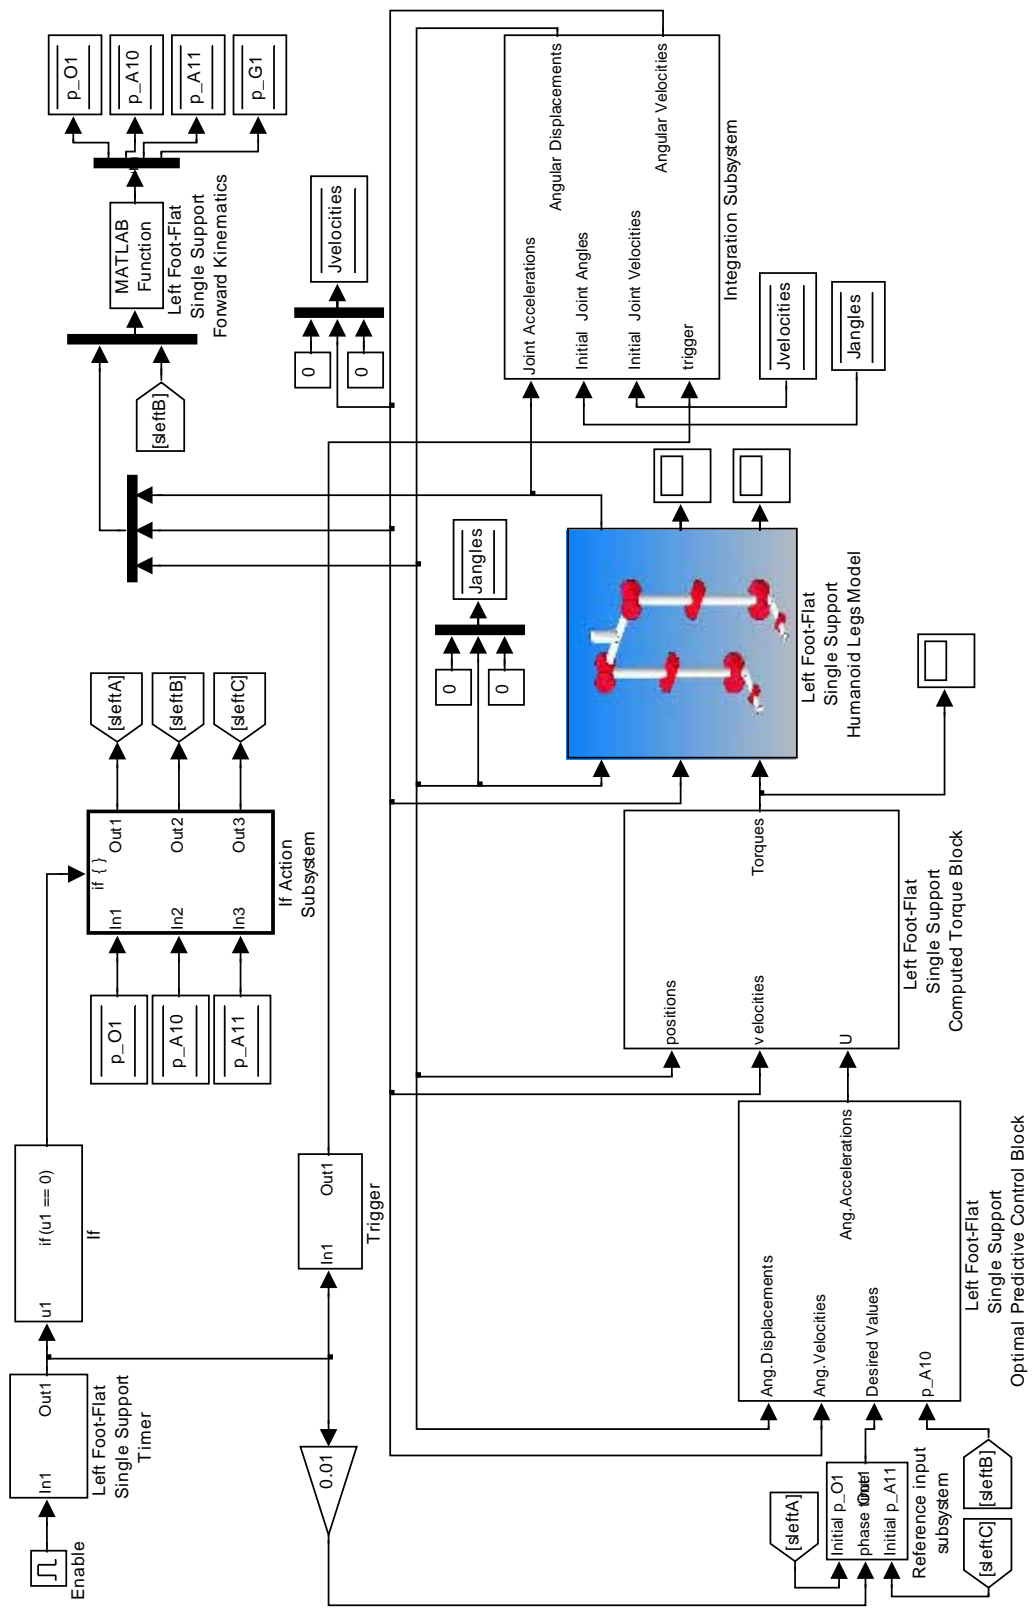 Enable
In1
Out1
Left Foot-Flat
Single Support
Timer
u1
if(u1 == 0)
If
p_O1
p_A10
p_A11
In1
In2
In3
if { }
Out1
Out2
Out3
If Action
Subsystem
[sleftA]
[sleftB]
[sleftC]
[sleftB]
MATLAB
Function
Left Foot-Flat
Single Support
Forward Kinematics
p_O1
p_A10
p_A11
p_G1
0.01
In1
Out1
Trigger
0
0
Jvelocities
0
0
Jangles
[sleftA]
Initial p_O1
phase time
Out1
Initial p_A11
Reference input
subsystem
[sleftC]
[sleftB]
Ang.Displacements
Ang.Velocities
Desired Values
p_A10
Ang.Accelerations
Left Foot-Flat
Single Support
Optimal Predictive Control Block
positions
velocities
U
Torques
Left Foot-Flat
Single Support
Computed Torque Block
Left Foot-Flat
Single Support
Humanoid Legs Model
Joint Accelerations
Initial Joint Angles
Initial Joint Velocities
trigger
Angular Displacements
Angular Velocities
Integration Subsystem
Jvelocities
Jangles